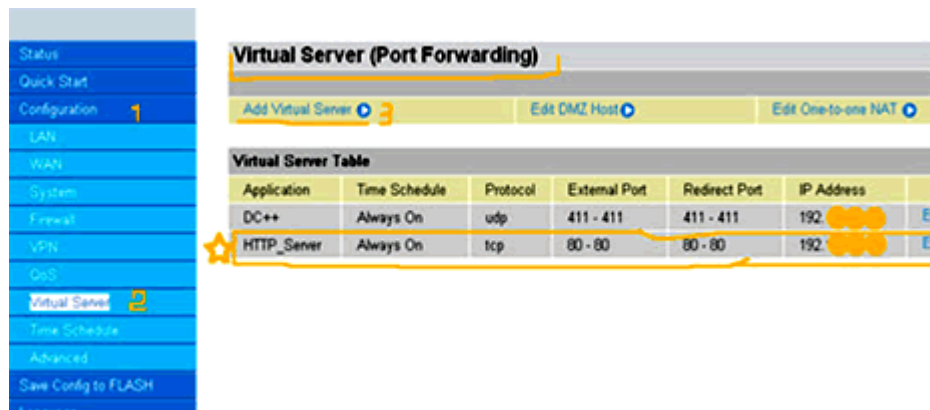 Status
Quick Start
Configuration 1
LAN
WAN
System
Firewall
VPN
QoS
Virtual Server 2
Time Schedule
Advanced
Save Config to FLASH
Virtual Server (Port Forwarding)
Add Virtual Server 3 Edit DMZ Host Edit One-to-one NAT
Virtual Server Table
Application Time Schedule Protocol External Port Redirect Port IP Address
DC++ Always On udp 411 - 411 411 - 411 192. E
HTTP_Server Always On tcp 80 - 80 80 - 80 192. E